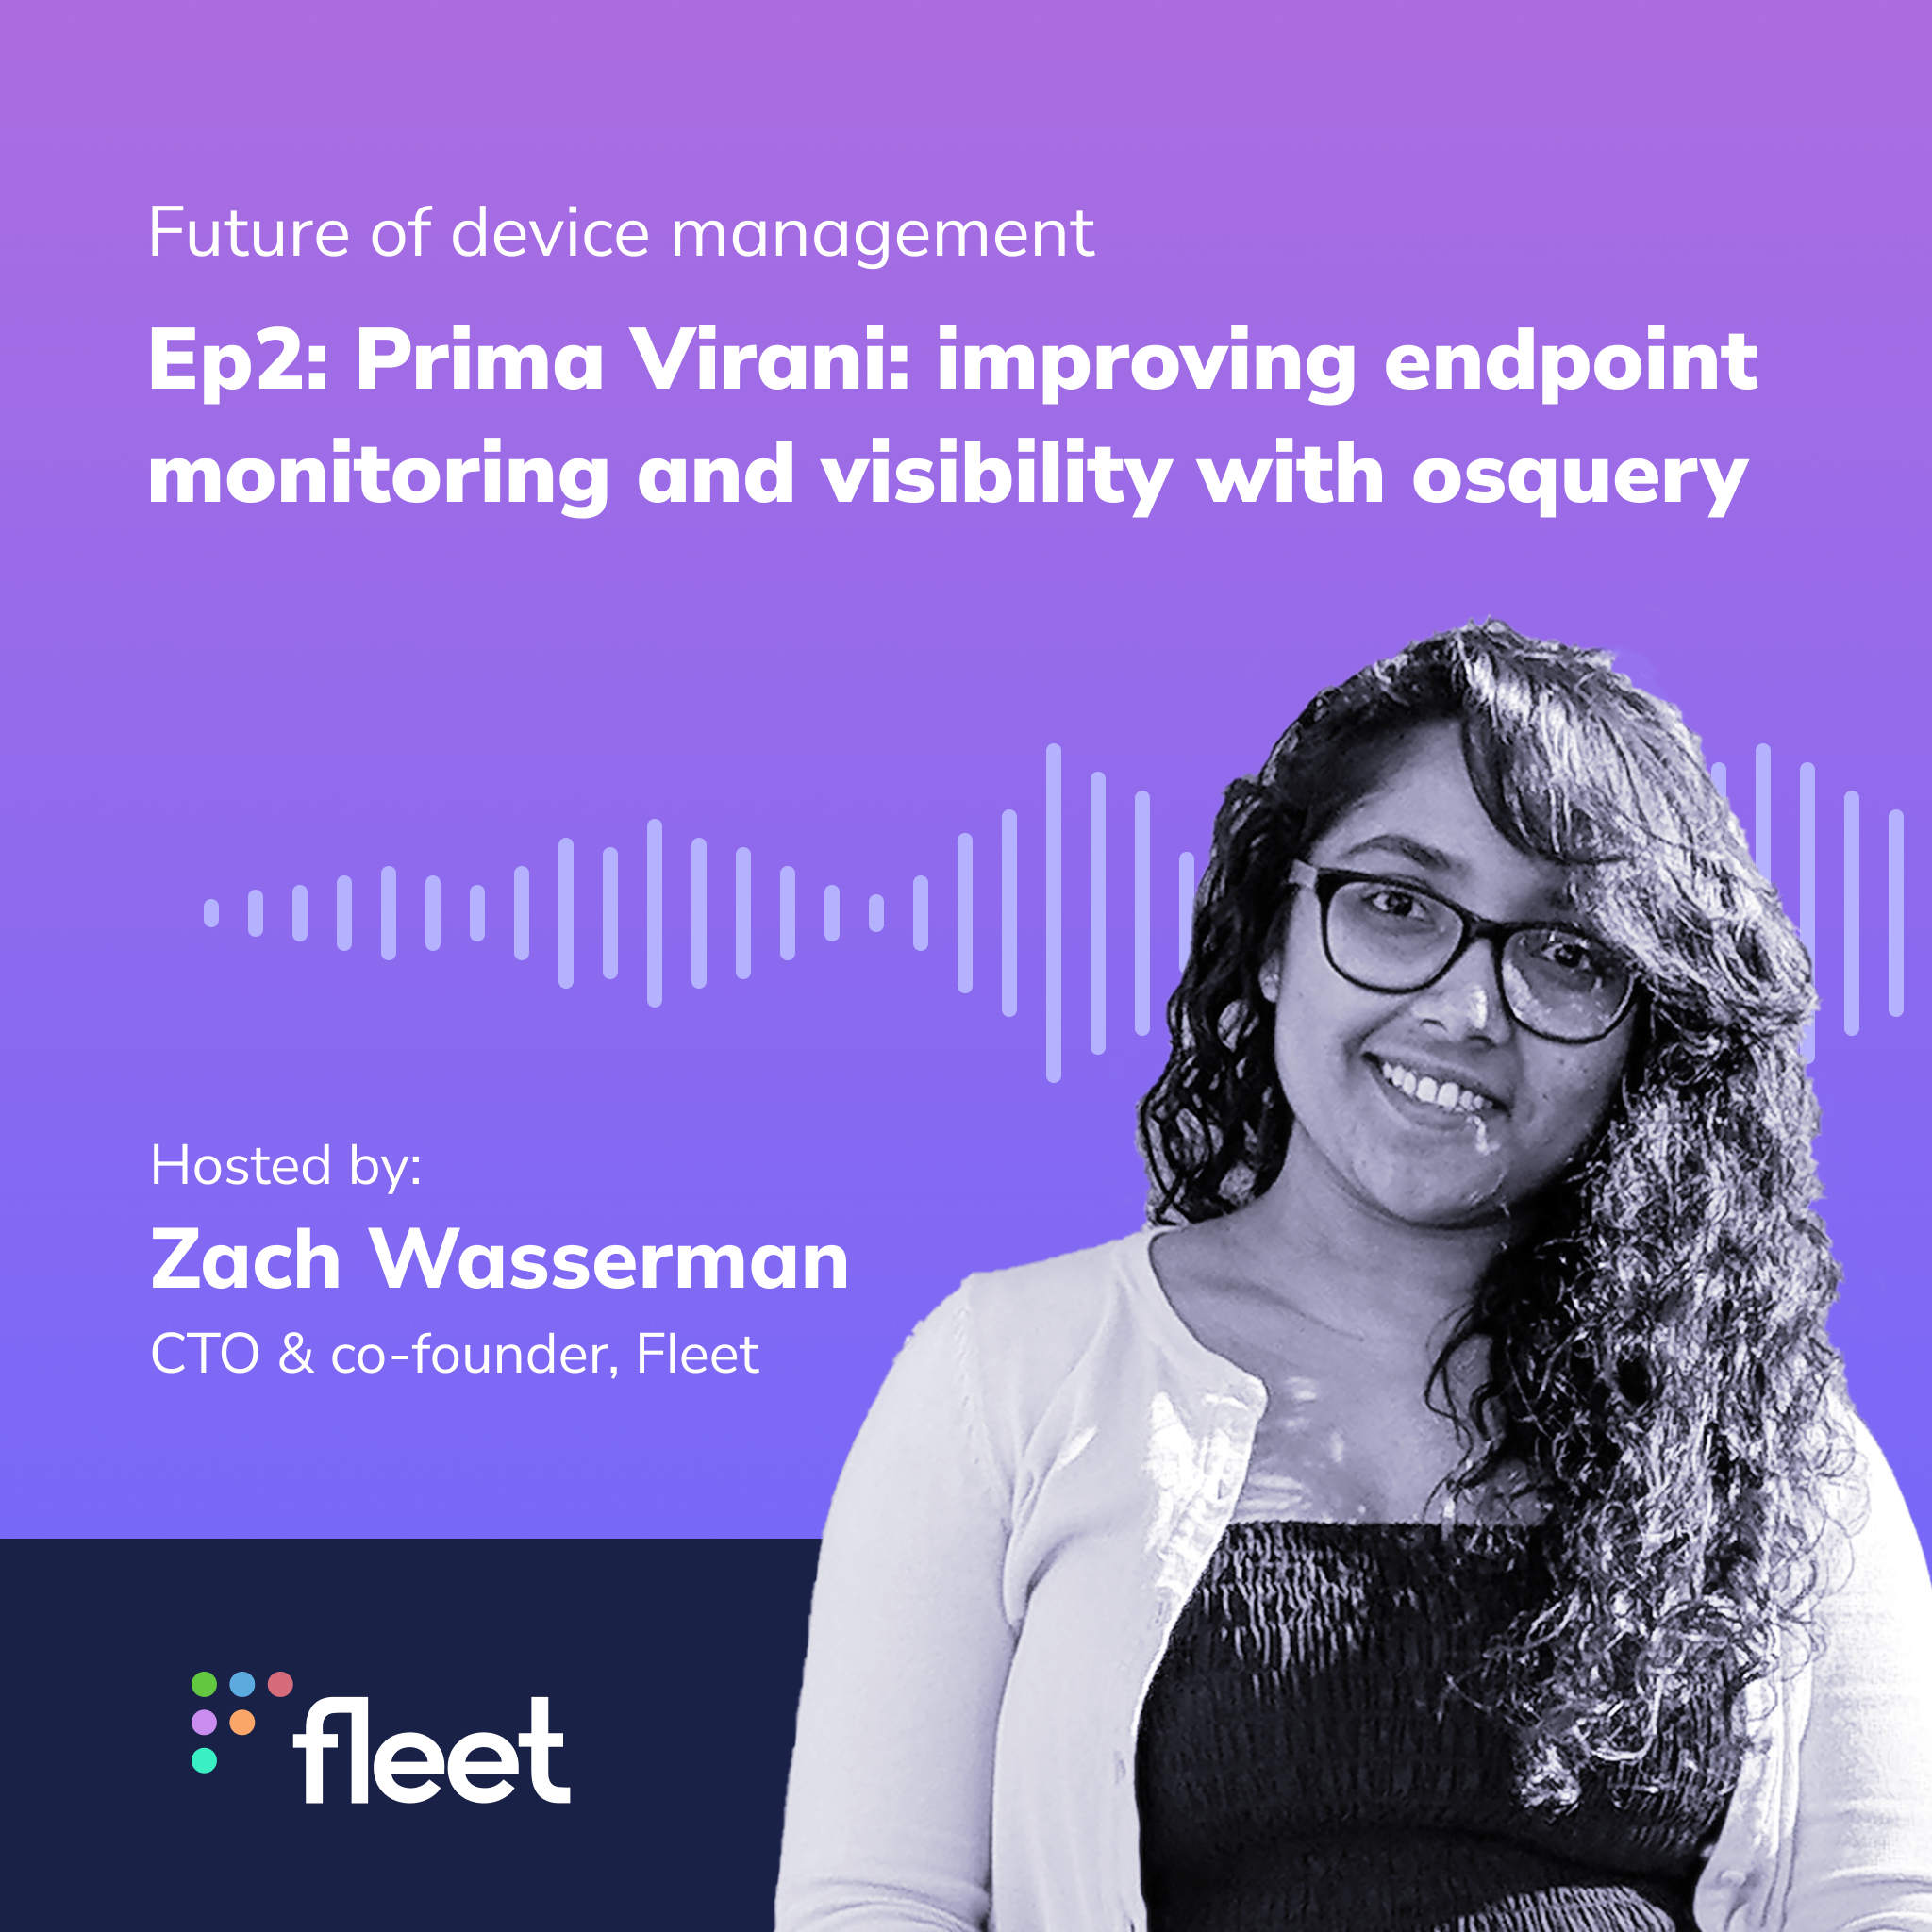 Future of device management
Ep2: Prima Virani: improving endpoint
monitoring and visibility with osquery
Hosted by:
Zach Wasserman
CTO & co-founder, Fleet
fleet